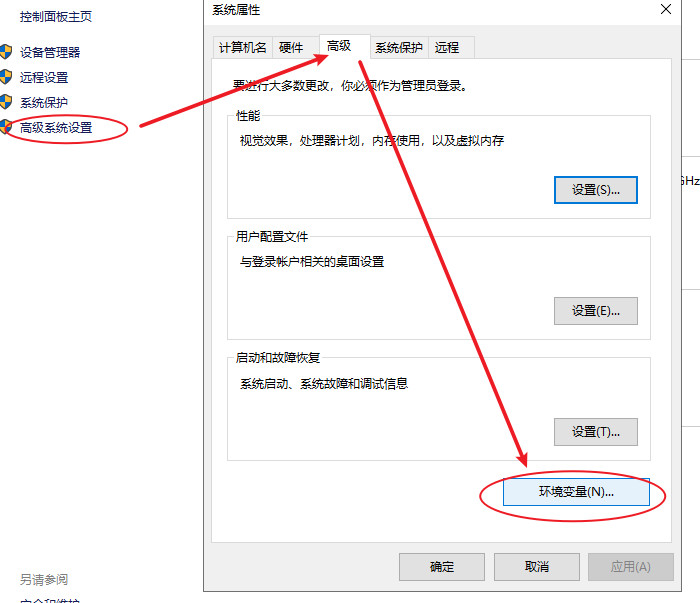 控制面板主页
设备管理器
远程设置
系统保护
高级系统设置
另请参阅
系统属性
计算机名 硬件 高级 系统保护 远程
要进行大多数更改，你必须作为管理员登录。
性能
视觉效果，处理器计划，内存使用，以及虚拟内存
设置(S)...
用户配置文件
与登录帐户相关的桌面设置
设置(E)...
启动和故障恢复
系统启动、系统故障和调试信息
设置(T)...
环境变量(N)...
确定 取消 应用(A)
GHz